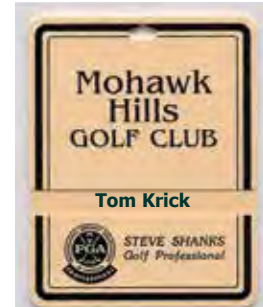 Mohawk
Hills
GOLF CLUB
Tom Krick
PGA
STEVE SHANKS
Golf Professional